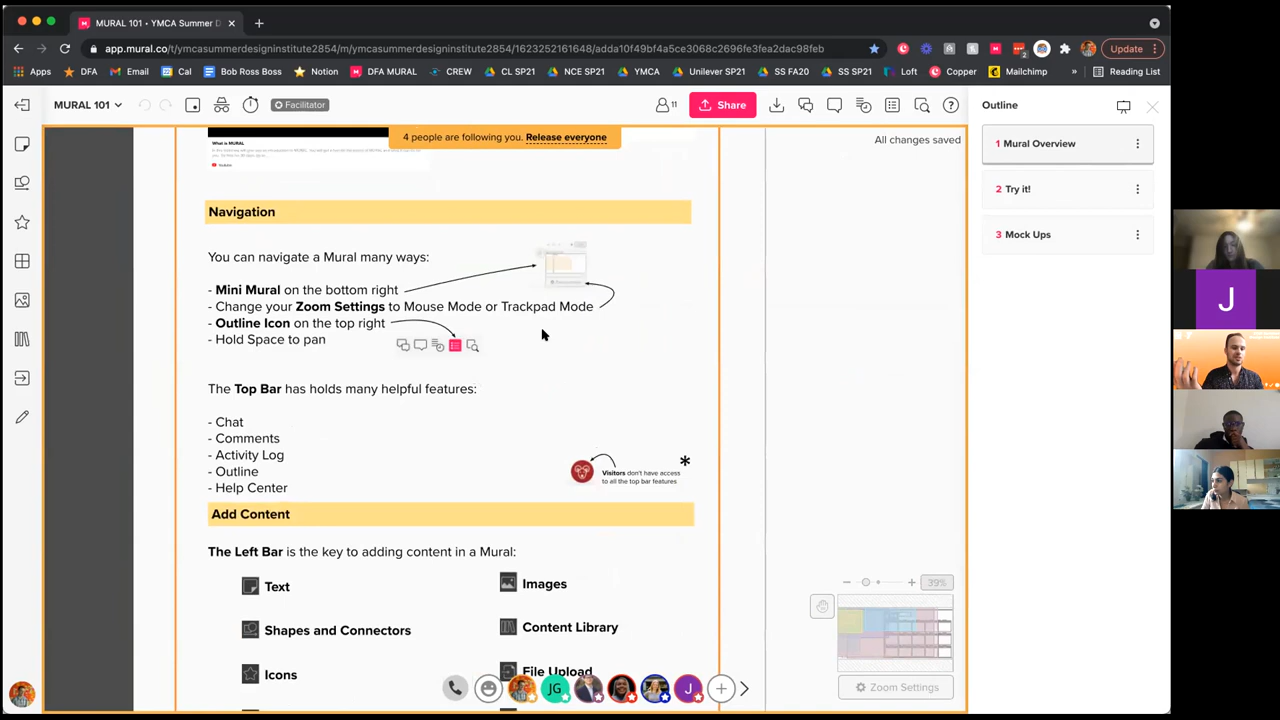 MURAL 101 • YMCA Summer D
app.mural.co/t/ymcasummerdesigninstitute2854/m/ymcasummerdesigninstitute2854/1623252161648/adda10f49bf4a5ce3068c2696fe3fea2dac98feb
Update
Apps DFA Email Cal Bob Ross Boss Notion DFA MURAL CREW CL SP21 NCE SP21 YMCA Unilever SP21 SS FA20 SS SP21 Loft Copper Mailchimp » Reading List
MURAL 101 Facilitator 11 Share Outline
4 people are following you. Release everyone
All changes saved
What is MURAL
1 Mural Overview
2 Try it!
3 Mock Ups
Navigation
You can navigate a Mural many ways:
- Mini Mural on the bottom right
- Change your Zoom Settings to Mouse Mode or Trackpad Mode
- Outline Icon on the top right
- Hold Space to pan
The Top Bar has holds many helpful features:
- Chat
- Comments
- Activity Log
- Outline
- Help Center
Visitors don't have access
to all the top bar features
*
Add Content
The Left Bar is the key to adding content in a Mural:
Text Images
Shapes and Connectors Content Library
Icons File Upload
39%
JG J
Zoom Settings
J